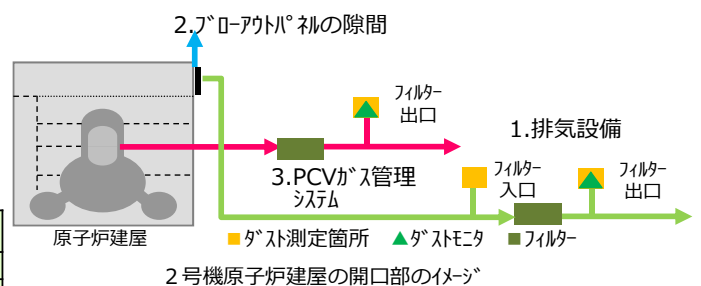 2.ﾌﾞﾛｰｱｳﾄﾊﾟﾈﾙの隙間
ﾌｨﾙﾀｰ
出口
1.排気設備
3.PCVｶﾞｽ管理
ｼｽﾃﾑ
ﾌｨﾙﾀｰ
入口
ﾌｨﾙﾀｰ
出口
原子炉建屋
ﾀﾞｽﾄ測定箇所 ﾀﾞｽﾄﾓﾆﾀ ﾌｨﾙﾀｰ
２号機原子炉建屋の開口部のｲﾒｰｼﾞ